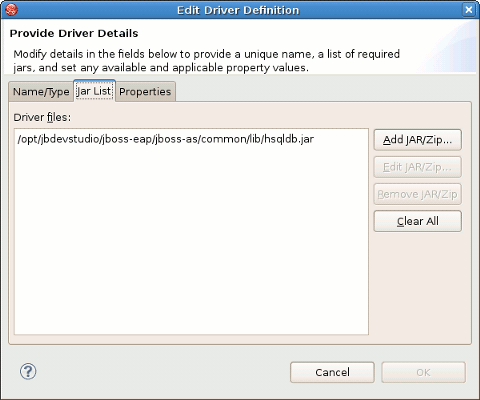 Edit Driver Definition
Provide Driver Details
Modify details in the fields below to provide a unique name, a list of required
jars, and set any available and applicable property values.
Name/Type Jar List Properties
Driver files:
/opt/jbdevstudio/jboss-eap/jboss-as/common/lib/hsqldb.jar
Add JAR/Zip...
Edit JAR/Zip...
Remove JAR/Zip
Clear All
? Cancel OK